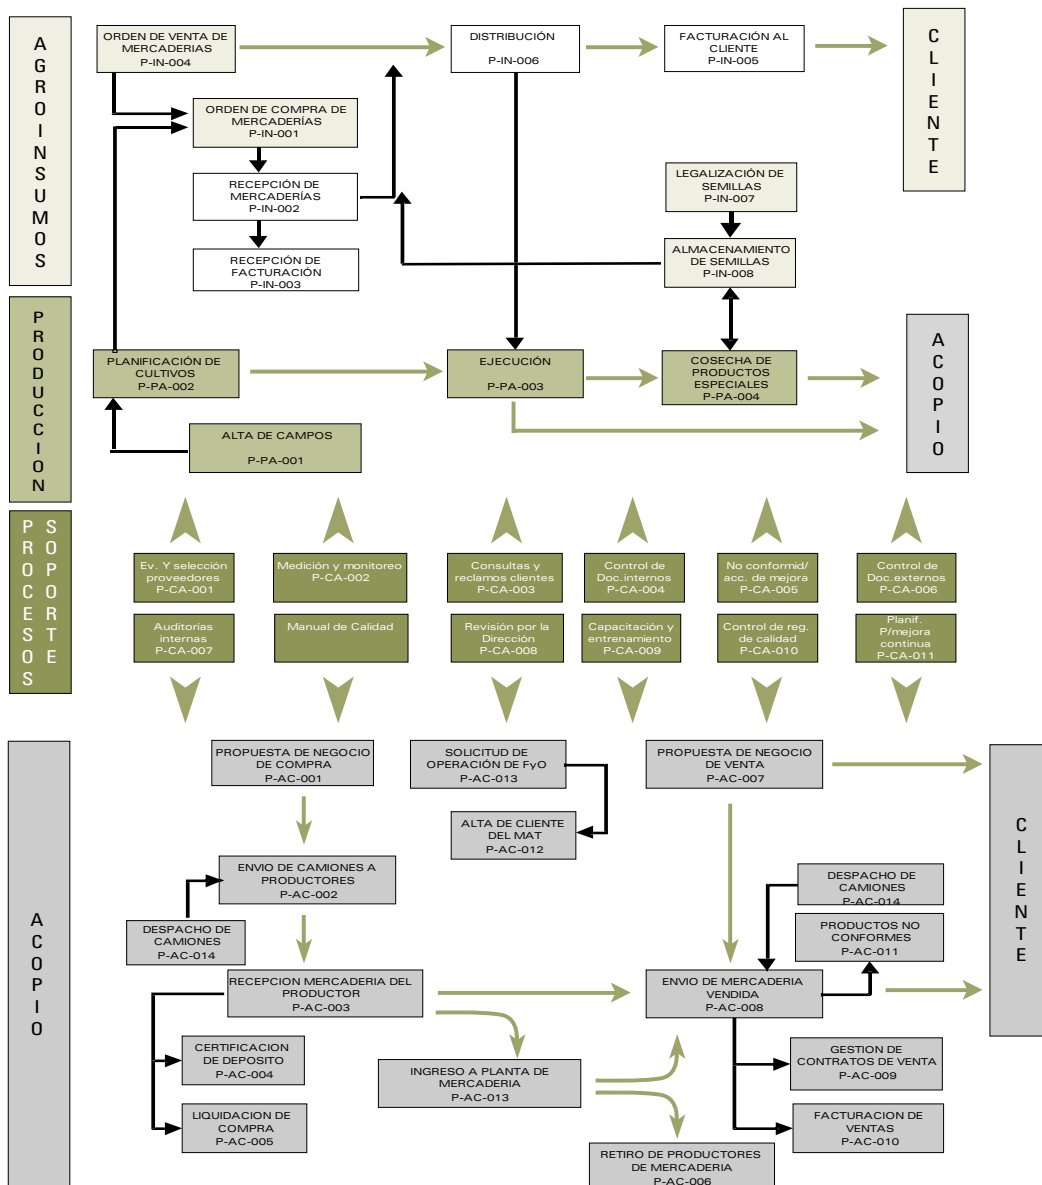 AGROINSUMOS
ORDEN DE VENTA DE
MERCADERIAS
P-IN-004
DISTRIBUCIÓN
P-IN-006
FACTURACIÓN AL
CLIENTE
P-IN-005
CLIENTE
ORDEN DE COMPRA DE
MERCADERÍAS
P-IN-001
RECEPCIÓN DE
MERCADERÍAS
P-IN-002
LEGALIZACIÓN DE
SEMILLAS
P-IN-007
RECEPCIÓN DE
FACTURACIÓN
P-IN-003
ALMACENAMIENTO
DE SEMILLAS
P-IN-008
PRODUCCION
PLANIFICACIÓN DE
CULTIVOS
P-PA-002
EJECUCIÓN
P-PA-003
COSECHA DE
PRODUCTOS
ESPECIALES
P-PA-004
ACOPIO
ALTA DE CAMPOS
P-PA-001
PROCESOS
SOPORTE
Ev. Y selección
proveedores
P-CA-001
Medición y monitoreo
P-CA-002
Consultas y
reclamos clientes
P-CA-003
Control de
Doc.internos
P-CA-004
No conformid/
acc. de mejora
P-CA-005
Control de
Doc.externos
P-CA-006
Auditorías
internas
P-CA-007
Manual de Calidad
Revisión por la
Dirección
P-CA-008
Capacitación y
entrenamiento
P-CA-009
Control de reg.
de calidad
P-CA-010
Planif.
P/mejora
continua
P-CA-011
ACOPIO
PROPUESTA DE NEGOCIO
DE COMPRA
P-AC-001
SOLICITUD DE
OPERACIÓN DE FyO
P-AC-013
PROPUESTA DE NEGOCIO
DE VENTA
P-AC-007
CLIENTE
ALTA DE CLIENTE
DEL MAT
P-AC-012
ENVIO DE CAMIONES A
PRODUCTORES
P-AC-002
DESPACHO DE
CAMIONES
P-AC-014
DESPACHO DE
CAMIONES
P-AC-014
PRODUCTOS NO
CONFORMES
P-AC-011
RECEPCION MERCADERIA DEL
PRODUCTOR
P-AC-003
ENVIO DE MERCADERIA
VENDIDA
P-AC-008
CERTIFICACION
DE DEPOSITO
P-AC-004
INGRESO A PLANTA DE
MERCADERIA
P-AC-013
GESTION DE
CONTRATOS DE VENTA
P-AC-009
LIQUIDACION DE
COMPRA
P-AC-005
FACTURACION DE
VENTAS
P-AC-010
RETIRO DE PRODUCTORES
DE MERCADERIA
P-AC-006